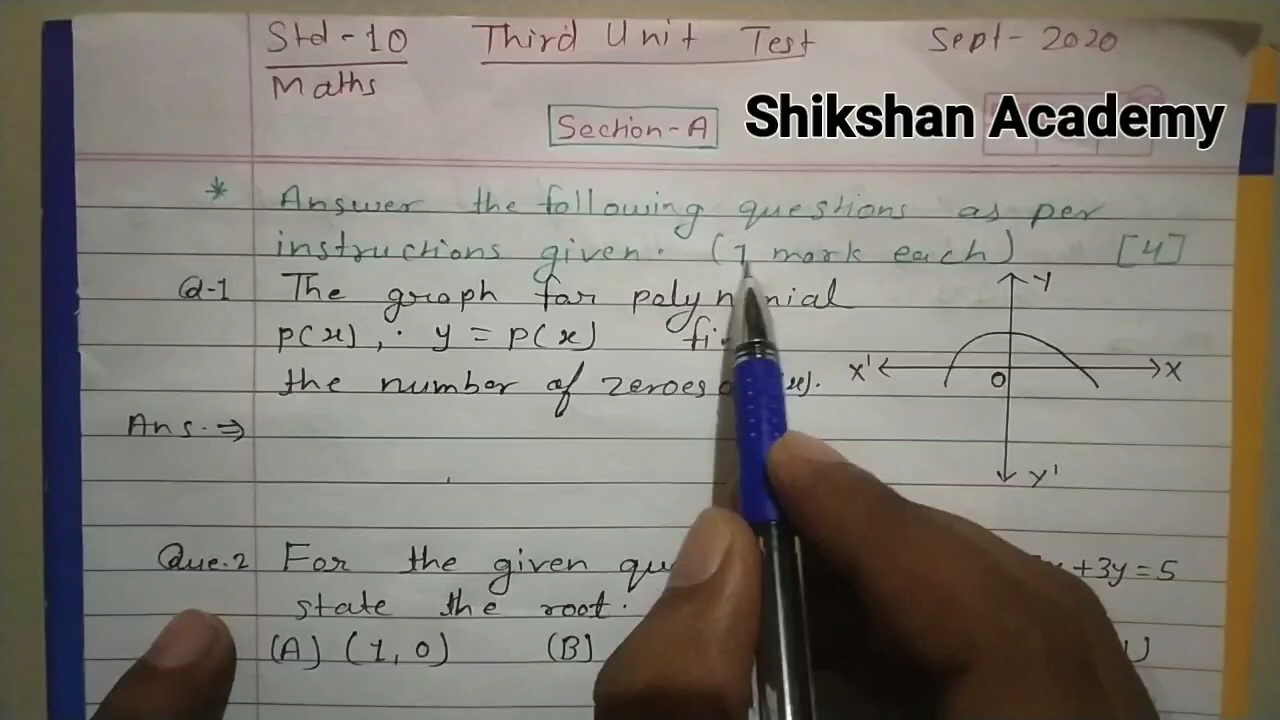 Std-10 Third Unit Test Sept-2020
Maths
Section-A
Shikshan Academy
* Answer the following questions as per
instructions given. (1 mark each) [4]
Q-1 The graph for
p(x), . y = p(x)
the number of zeroes
Y
X' X
O
Y'
Ans. ⇒
Que.2 For the given +3y=5
state the root.
(A) (1, 0) (B)